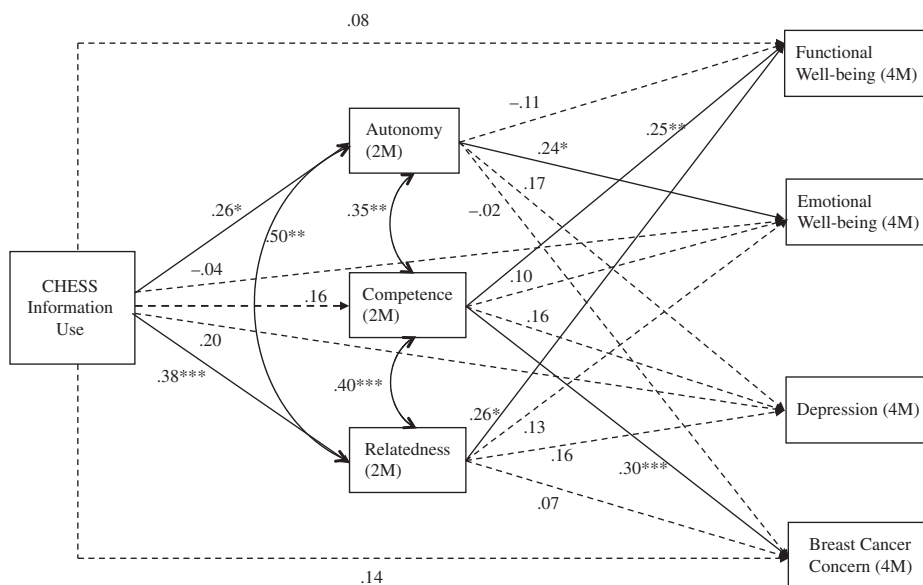 .08
Functional
Well-being (4M)
–.11
Autonomy
(2M)
.25**
.24*
.17
.26*
.35**
–.02
Emotional
Well-being (4M)
.50**
–.04
CHESS
Information
Use
.16
Competence
(2M)
.10
.16
.20
.38***
.40***
.26*
Depression (4M)
.13
Relatedness
(2M)
.16
.30***
.07
Breast Cancer
Concern (4M)
.14